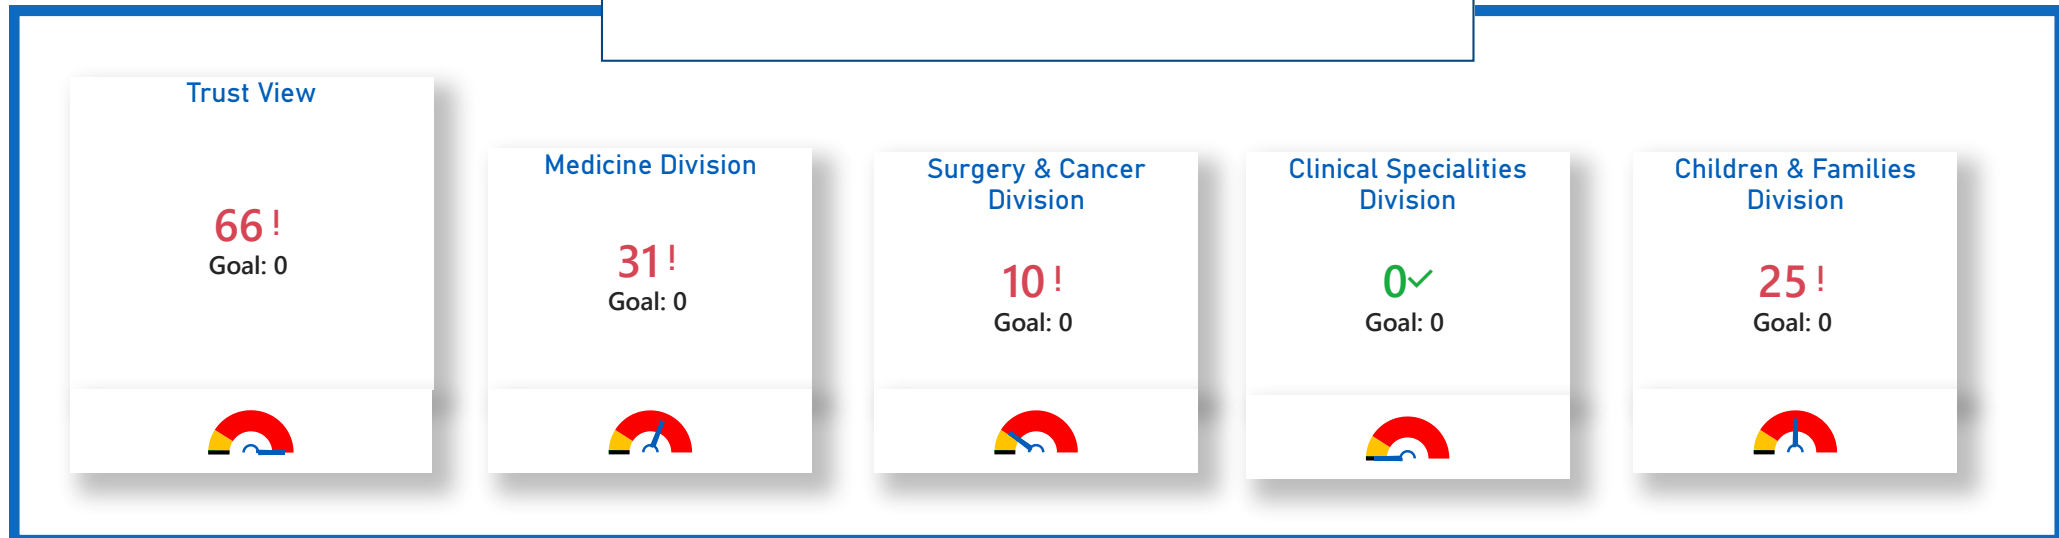 Trust View
66 !
Goal: 0
Medicine Division
31 !
Goal: 0
Surgery & Cancer
Division
10 !
Goal: 0
Clinical Specialities
Division
0✓
Goal: 0
Children & Families
Division
25 !
Goal: 0